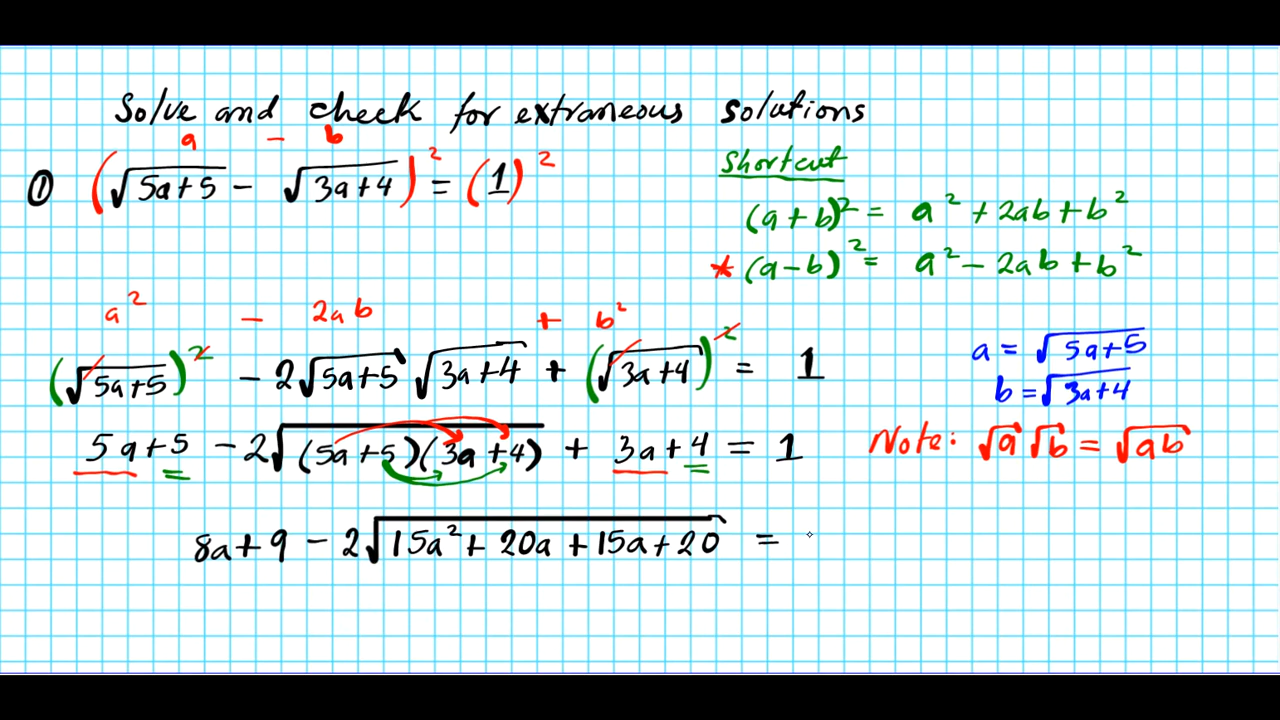 Solve and check for extraneous solutions
a - b
① (√(5a+5) - √(3a+4))² = (1)²
Shortcut
(a+b)² = a² + 2ab + b²
* (a-b)² = a² - 2ab + b²
a² - 2ab + b²
(√(5a+5))² - 2√(5a+5) √(3a+4) + (√(3a+4))² = 1
a = √(5a+5)
b = √(3a+4)
5a+5 - 2√((5a+5)(3a+4)) + 3a+4 = 1
Note: √a √b = √ab
8a+9 - 2√(15a²+20a+15a+20) =